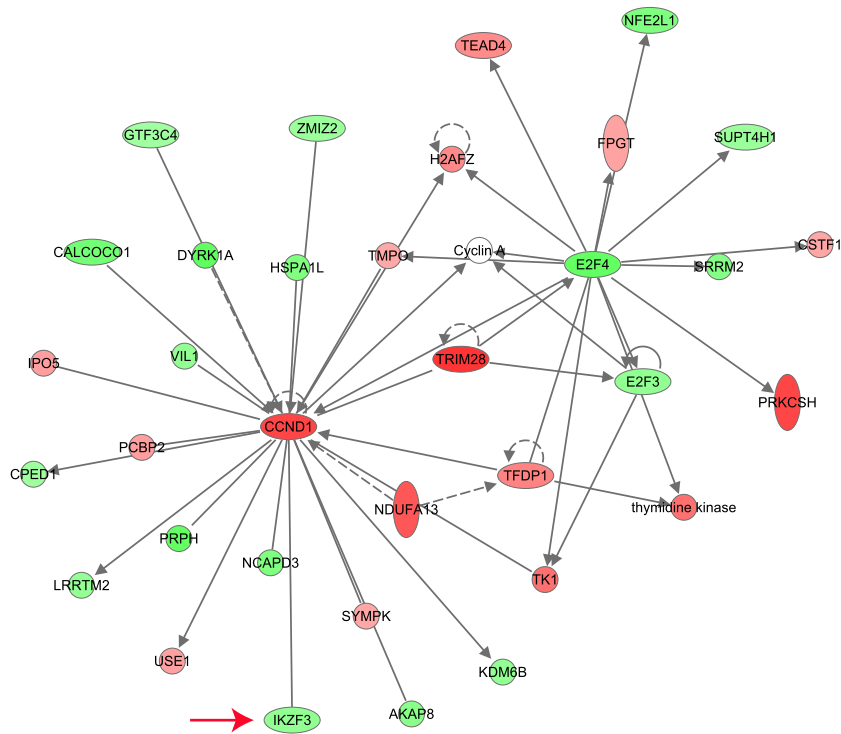 NFE2L1
TEAD4
GTF3C4
ZMIZ2
FPGT
SUPT4H1
H2AFZ
CALCOCO1
DYRK1A
HSPA1L
TMPO
Cyclin A
E2F4
SRRM2
CSTF1
IPO5
VIL1
TRIM28
E2F3
PRKCSH
CCND1
PCBP2
CPED1
TFDP1
NDUFA13
thymidine kinase
PRPH
NCAPD3
LRRTM2
TK1
SYMPK
USE1
KDM6B
IKZF3
AKAP8